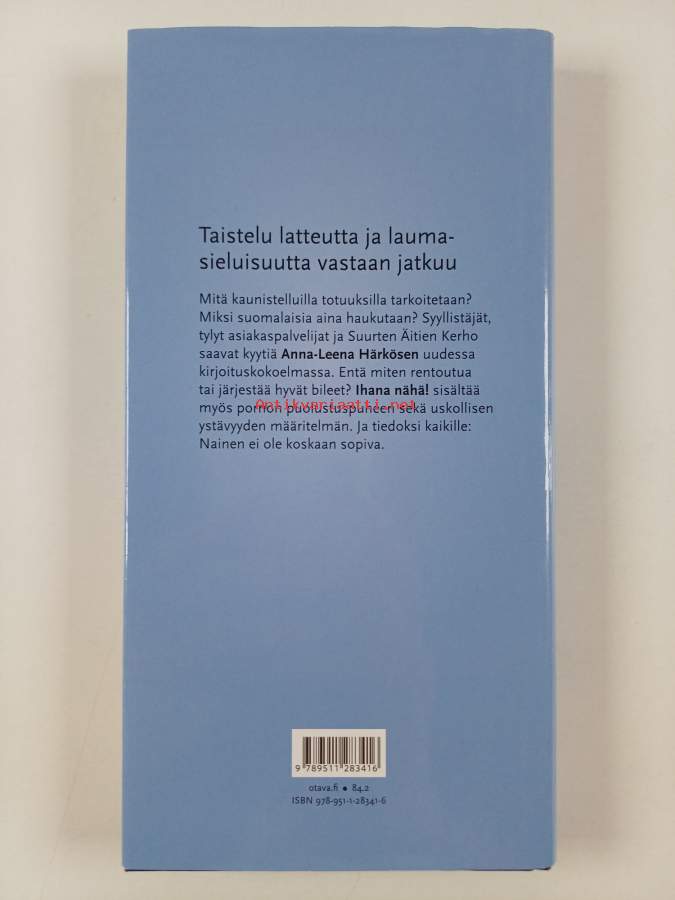 Taistelu latteutta ja lauma-
sieluisuutta vastaan jatkuu
Mitä kaunistelluilla totuuksilla tarkoitetaan?
Miksi suomalaisia aina haukutaan? Syyllistäjät,
tylyt asiakaspalvelijat ja Suurten Äitien Kerho
saavat kyytiä Anna-Leena Härkösen uudessa
kirjoituskokoelmassa. Entä miten rentoutua
tai järjestää hyvät bileet? Ihana nähä! sisältää
Antikvariaatti.net
myös pornon puolustuspuheen sekä uskollisen
ystävyyden määritelmän. Ja tiedoksi kaikille:
Nainen ei ole koskaan sopiva.
9 789511 283416
otava.fi • 84.2
ISBN 978-951-1-28341-6